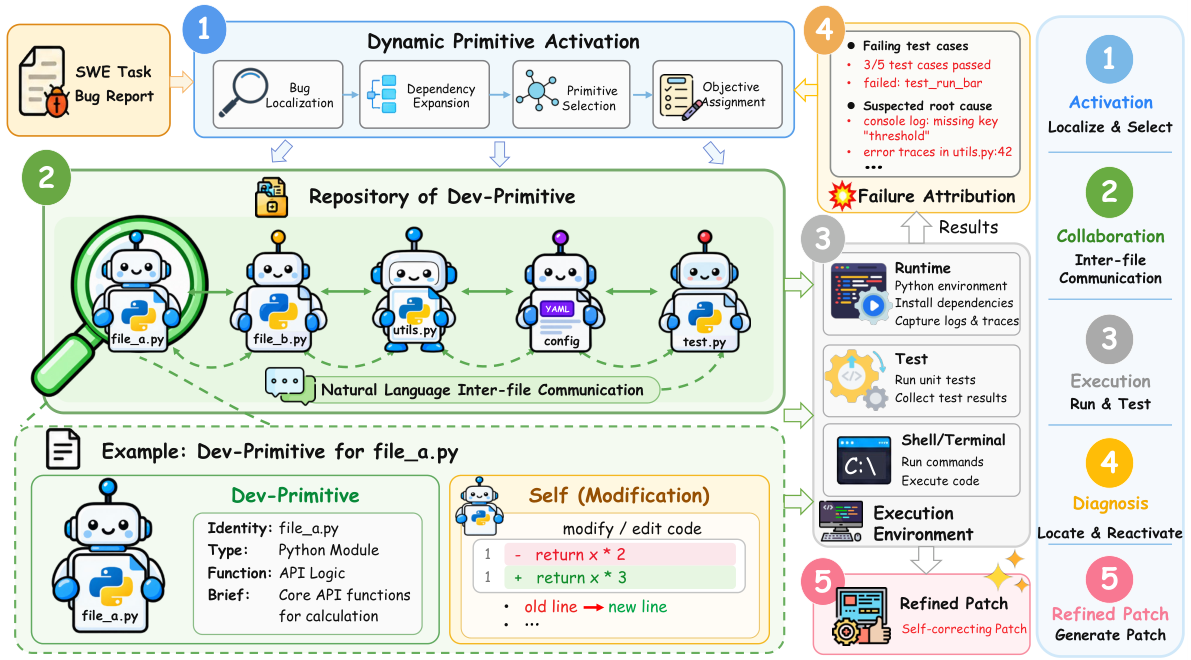 SWE Task
Bug Report
1
Dynamic Primitive Activation
Bug
Localization
Dependency
Expansion
Primitive
Selection
Objective
Assignment
2
Repository of Dev-Primitive
file_a.py
file_b.py
utils.py
YAML
config
test.py
Natural Language Inter-file Communication
Example: Dev-Primitive for file_a.py
file_a.py
Dev-Primitive
Identity: file_a.py
Type: Python Module
Function: API Logic
Brief: Core API functions
for calculation
Self (Modification)
modify / edit code
1 - return x * 2
1 + return x * 3
• old line → new line
• ...
4
● Failing test cases
• 3/5 test cases passed
• failed: test_run_bar
● Suspected root cause
• console log: missing key
"threshold"
• error traces in utils.py:42
...
Failure Attribution
Results
3
Runtime
Python environment
Install dependencies
Capture logs & traces
Test
Run unit tests
Collect test results
C:\
Shell/Terminal
Run commands
Execute code
Execution
Environment
5
Refined Patch
Self-correcting Patch
1
Activation
Localize & Select
2
Collaboration
Inter-file
Communication
3
Execution
Run & Test
4
Diagnosis
Locate & Reactivate
5
Refined Patch
Generate Patch